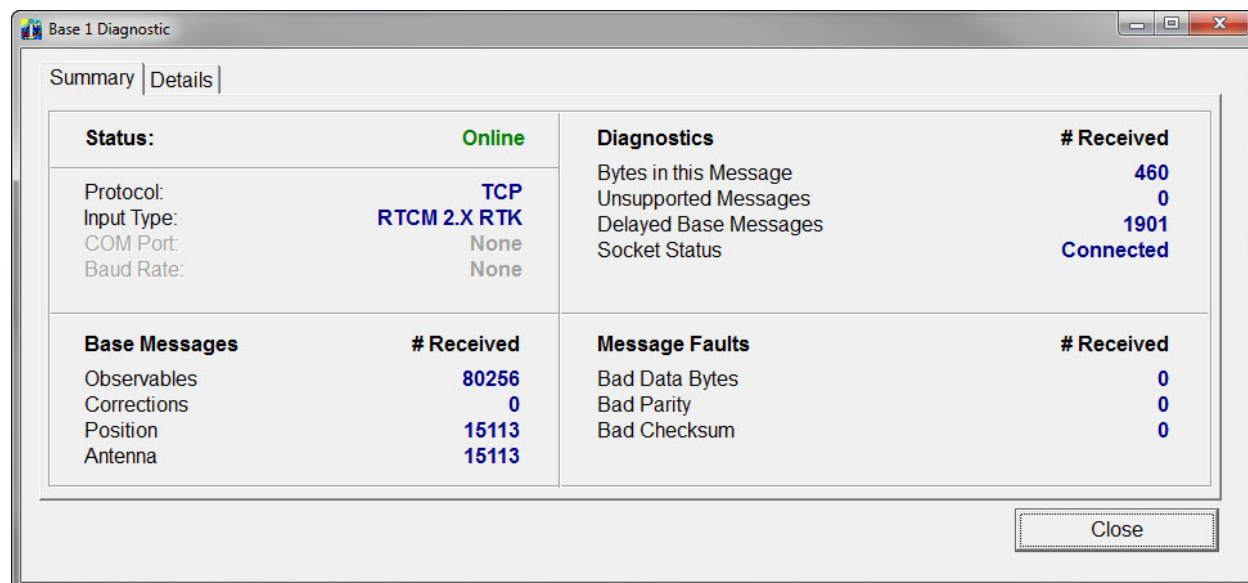 Base 1 Diagnostic
Summary Details
Status: Online
Protocol: TCP
Input Type: RTCM 2.X RTK
COM Port: None
Baud Rate: None
Diagnostics # Received
Bytes in this Message 460
Unsupported Messages 0
Delayed Base Messages 1901
Socket Status Connected
Base Messages # Received
Observables 80256
Corrections 0
Position 15113
Antenna 15113
Message Faults # Received
Bad Data Bytes 0
Bad Parity 0
Bad Checksum 0
Close